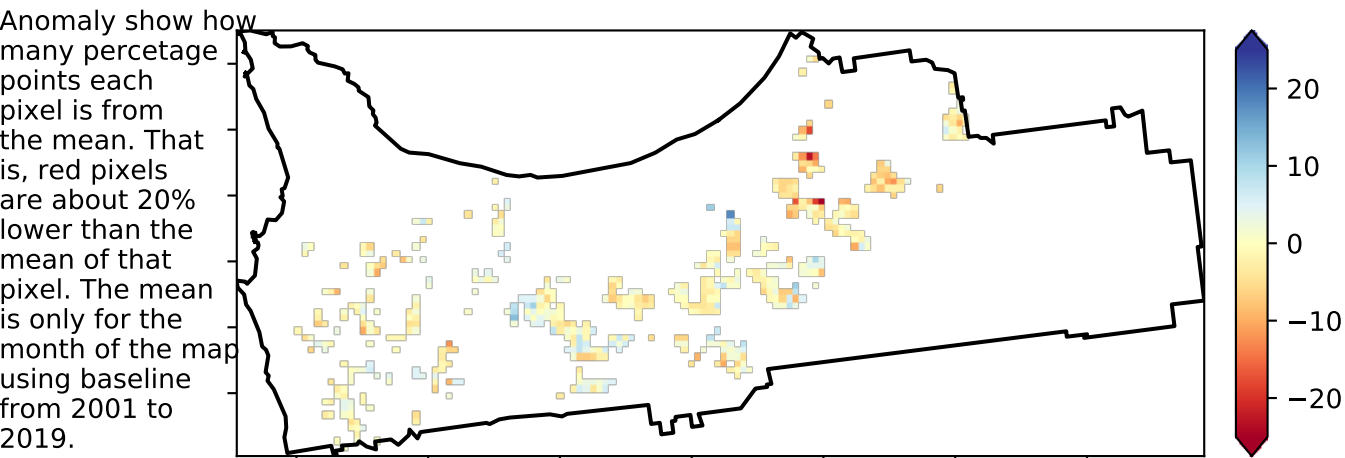 Anomaly show how
many percetage
points each
pixel is from
the mean. That
is, red pixels
are about 20%
lower than the
mean of that
pixel. The mean
is only for the
month of the map
using baseline
from 2001 to
2019.
20
10
0
−10
−20